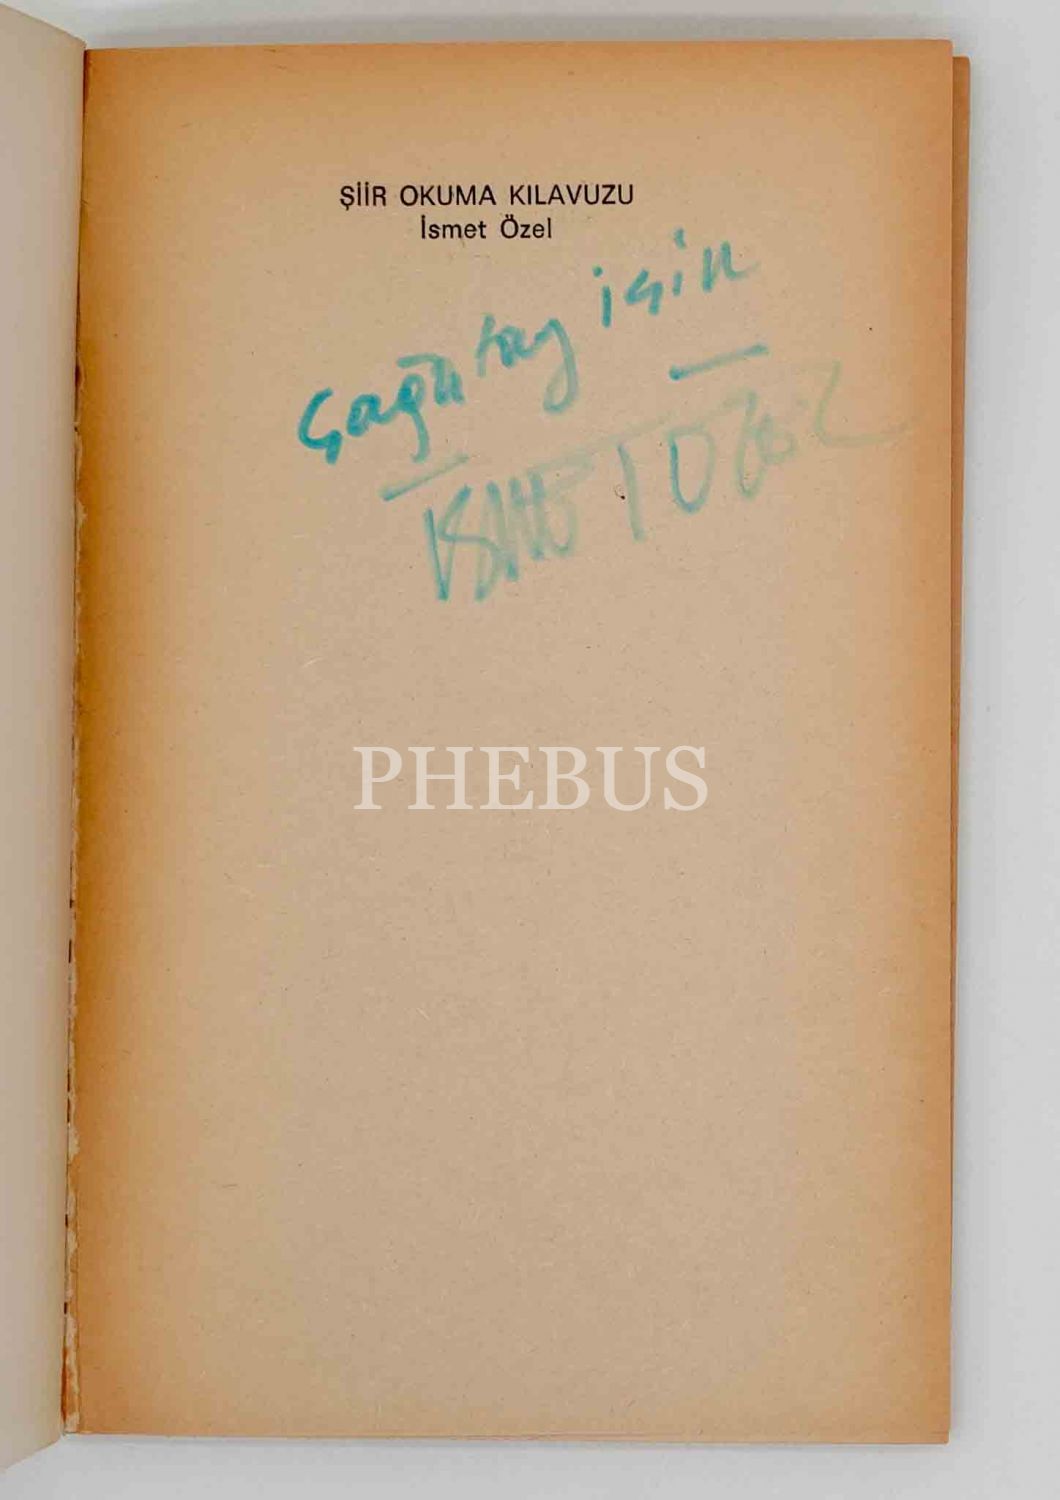 ŞİİR OKUMA KILAVUZU
İsmet Özel
Çağatay için
İSMET ÖZEL
PHEBUS